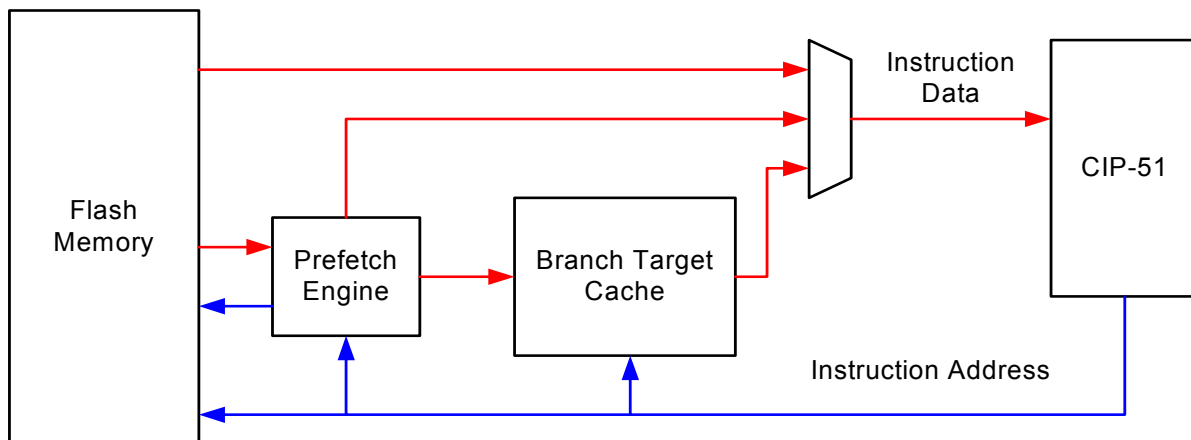 Flash
Memory
Prefetch
Engine
Branch Target
Cache
Instruction
Data
CIP-51
Instruction Address